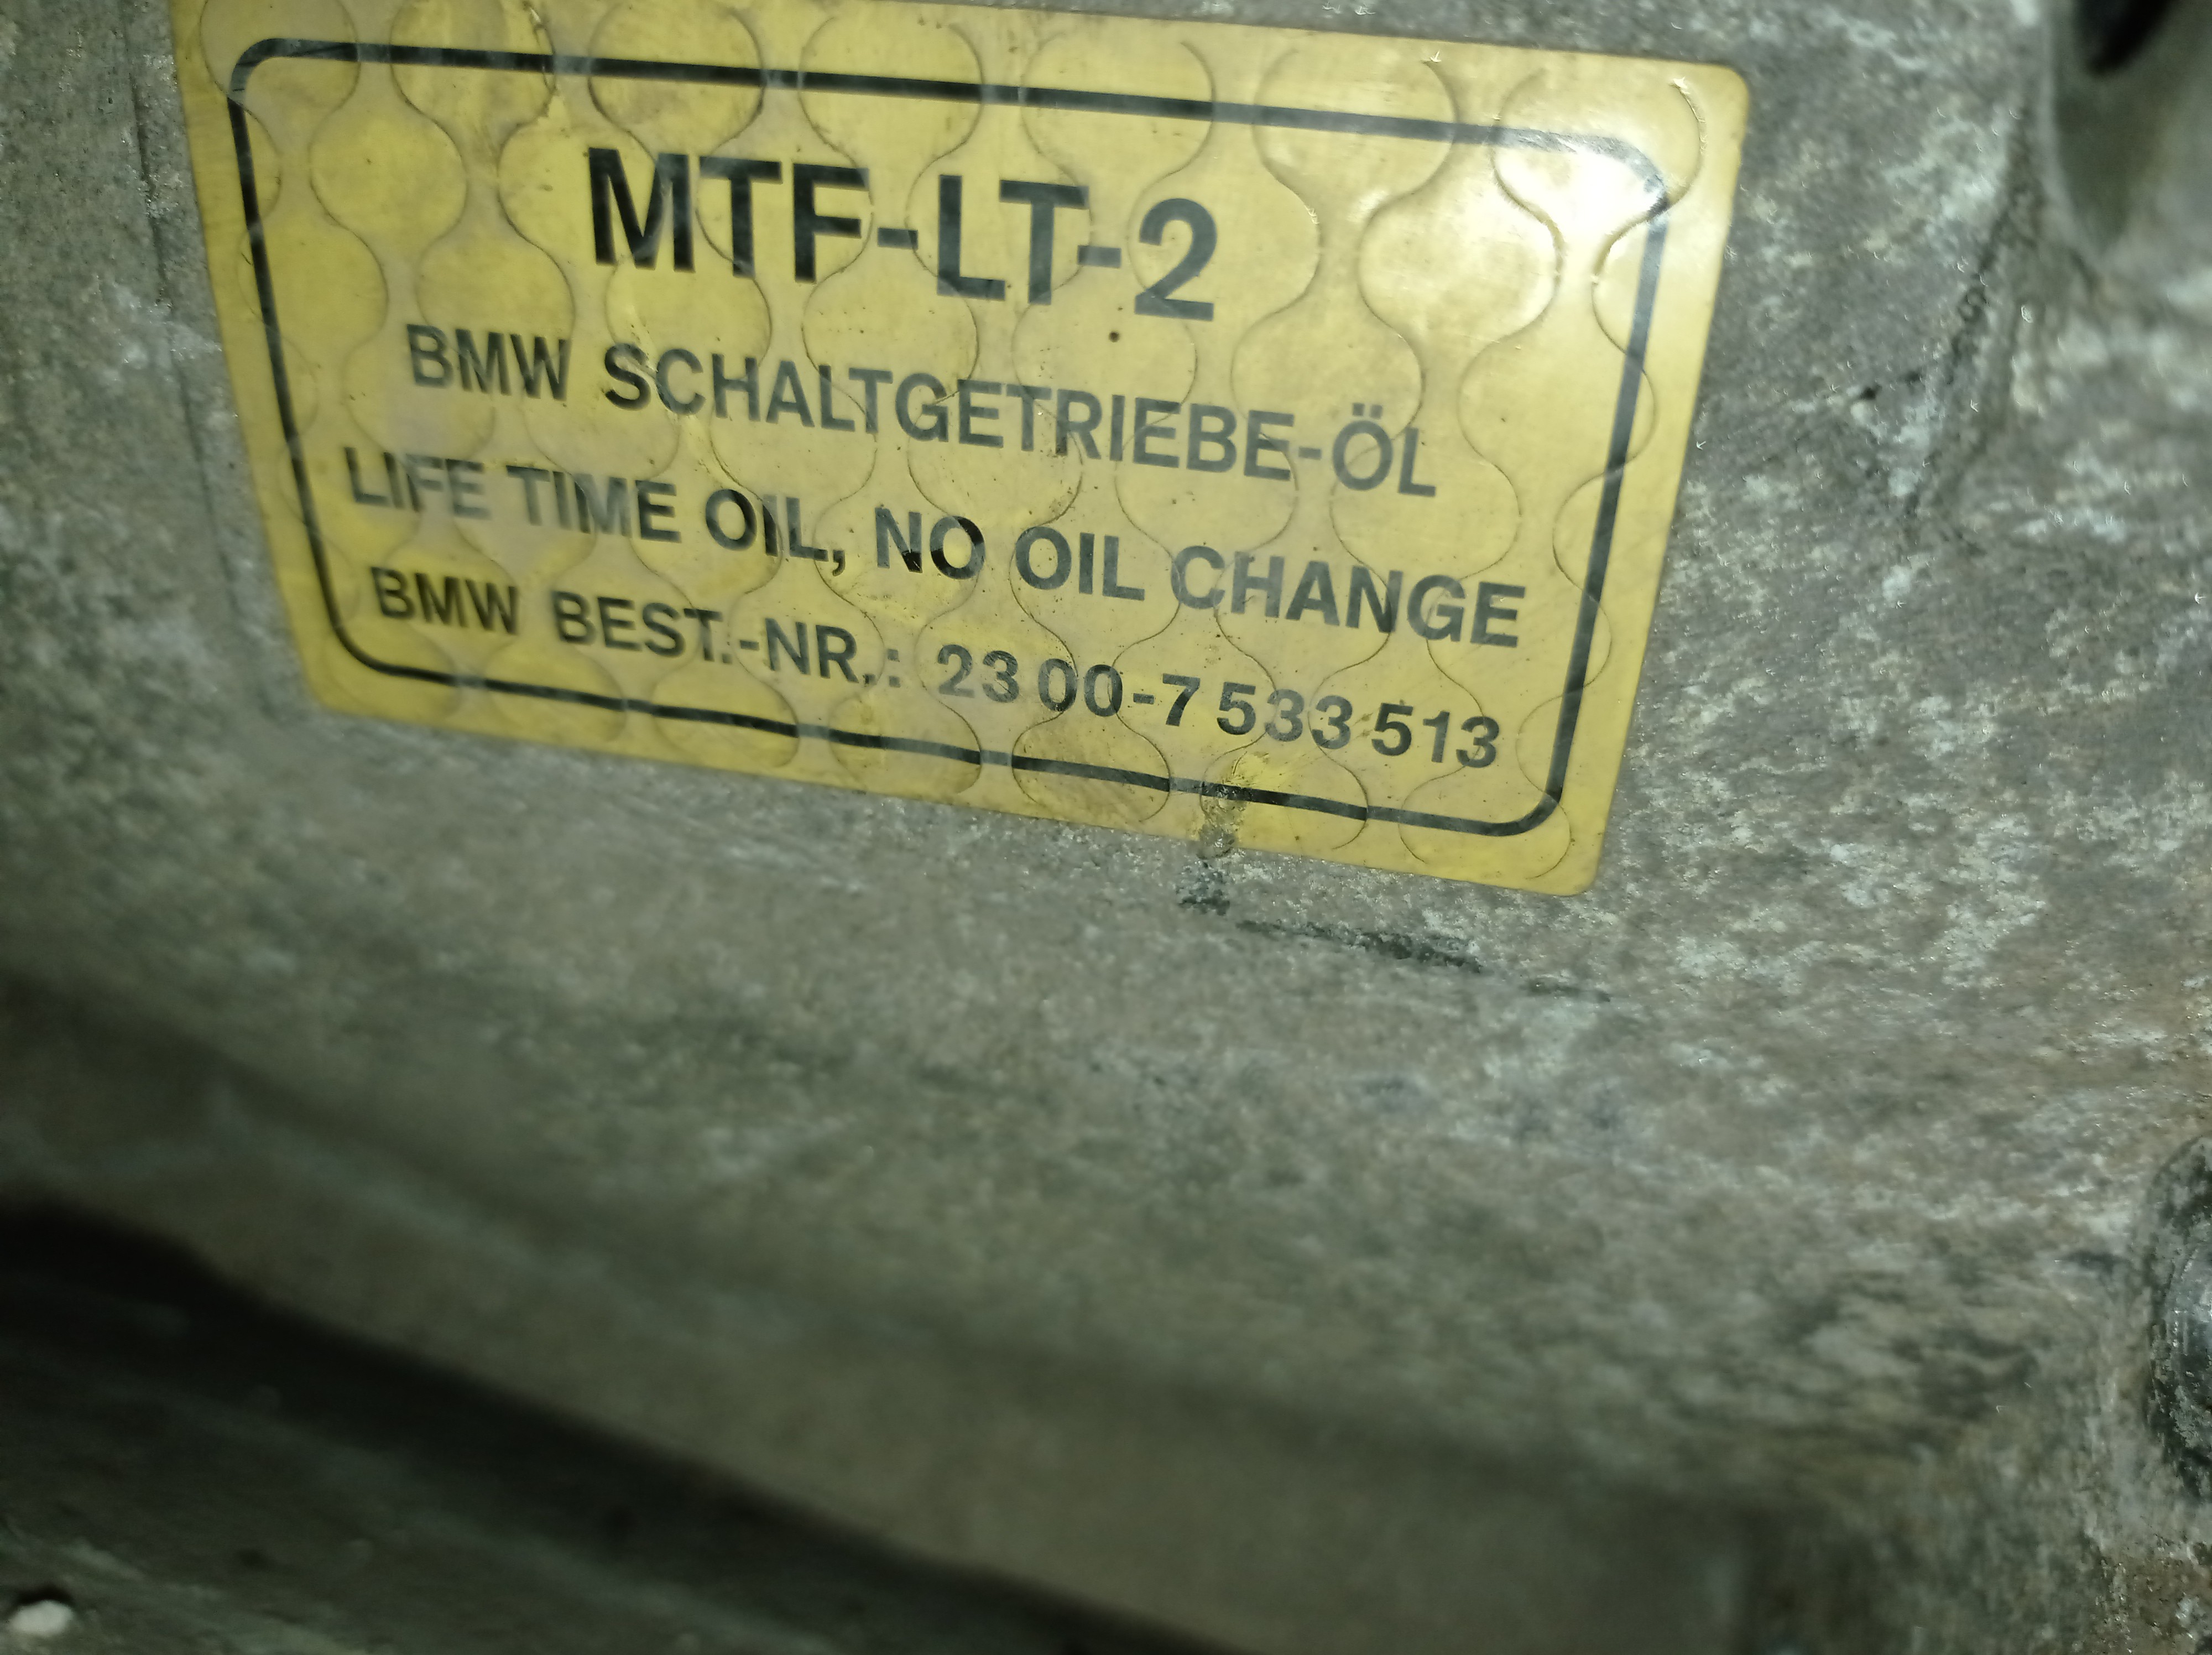 MTF-LT-2
BMW SCHALTGETRIEBE-ÖL
LIFE TIME OIL, NO OIL CHANGE
BMW BEST.-NR.: 23 00-7 533 513